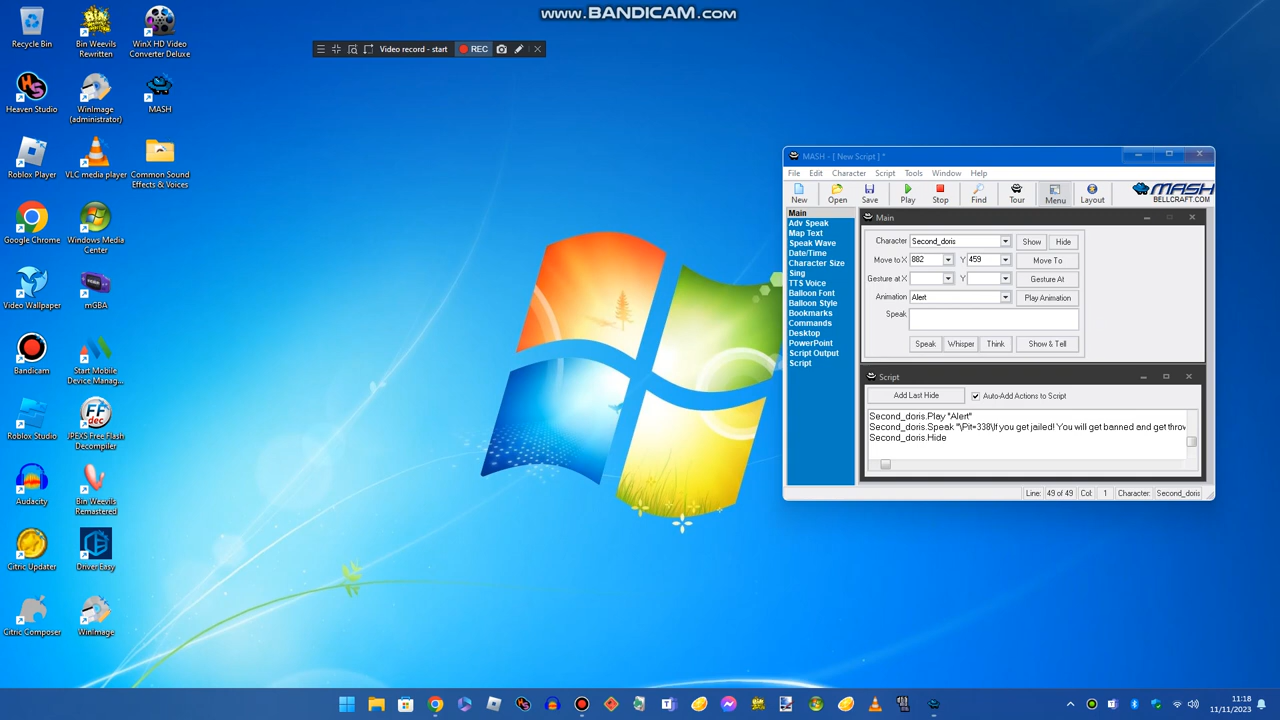 www.BANDICAM.com
Video record - start
REC
Recycle Bin
Bin Weevils
Rewritten
WinX HD Video
Converter Deluxe
Heaven Studio
WinImage
(administrator)
MASH
Roblox Player
VLC media player
Common Sound
Effects & Voices
Google Chrome
Windows Media
Center
Video Wallpaper
mGBA
Bandicam
Start Mobile
Device Manag...
Roblox Studio
JPEXS Free Flash
Decompiler
Audacity
Bin Weevils
Remastered
Citric Updater
Driver Easy
Citric Composer
WinImage
MASH - [ New Script ] *
File Edit Character Script Tools Window Help
New Open Save Play Stop Find Tour Menu Layout
MASH
BELLCRAFT.COM
Main
Adv Speak
Map Text
Speak Wave
Date/Time
Character Size
Sing
TTS Voice
Balloon Font
Balloon Style
Bookmarks
Commands
Desktop
PowerPoint
Script Output
Script
Main
Character Second_doris Show Hide
Move to X 882 Y 459 Move To
Gesture at X Y Gesture At
Animation Alert Play Animation
Speak
Speak Whisper Think Show & Tell
Script
Add Last Hide Auto-Add Actions to Script
Second_doris.Play "Alert"
Second_doris.Speak "\Pit=338\If you get jailed! You will get banned and get throw
Second_doris.Hide
Line: 49 of 49 Col: 1 Character: Second_doris
11:18
11/11/2023